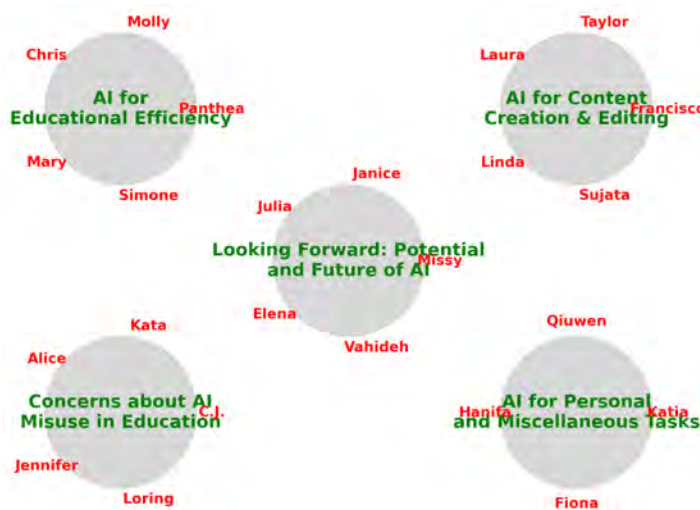 Molly
Taylor
Chris
Laura
AI for
Educational Efficiency
Panthea
AI for Content
Creation & Editing
Francisco
Mary
Linda
Simone
Sujata
Janice
Julia
Looking Forward: Potential
and Future of AI
Missy
Elena
Vahideh
Kata
Qiuwen
Alice
Concerns about AI
Misuse in Education
C.J.
Hanifa
AI for Personal
and Miscellaneous Tasks
Katia
Jennifer
Loring
Fiona